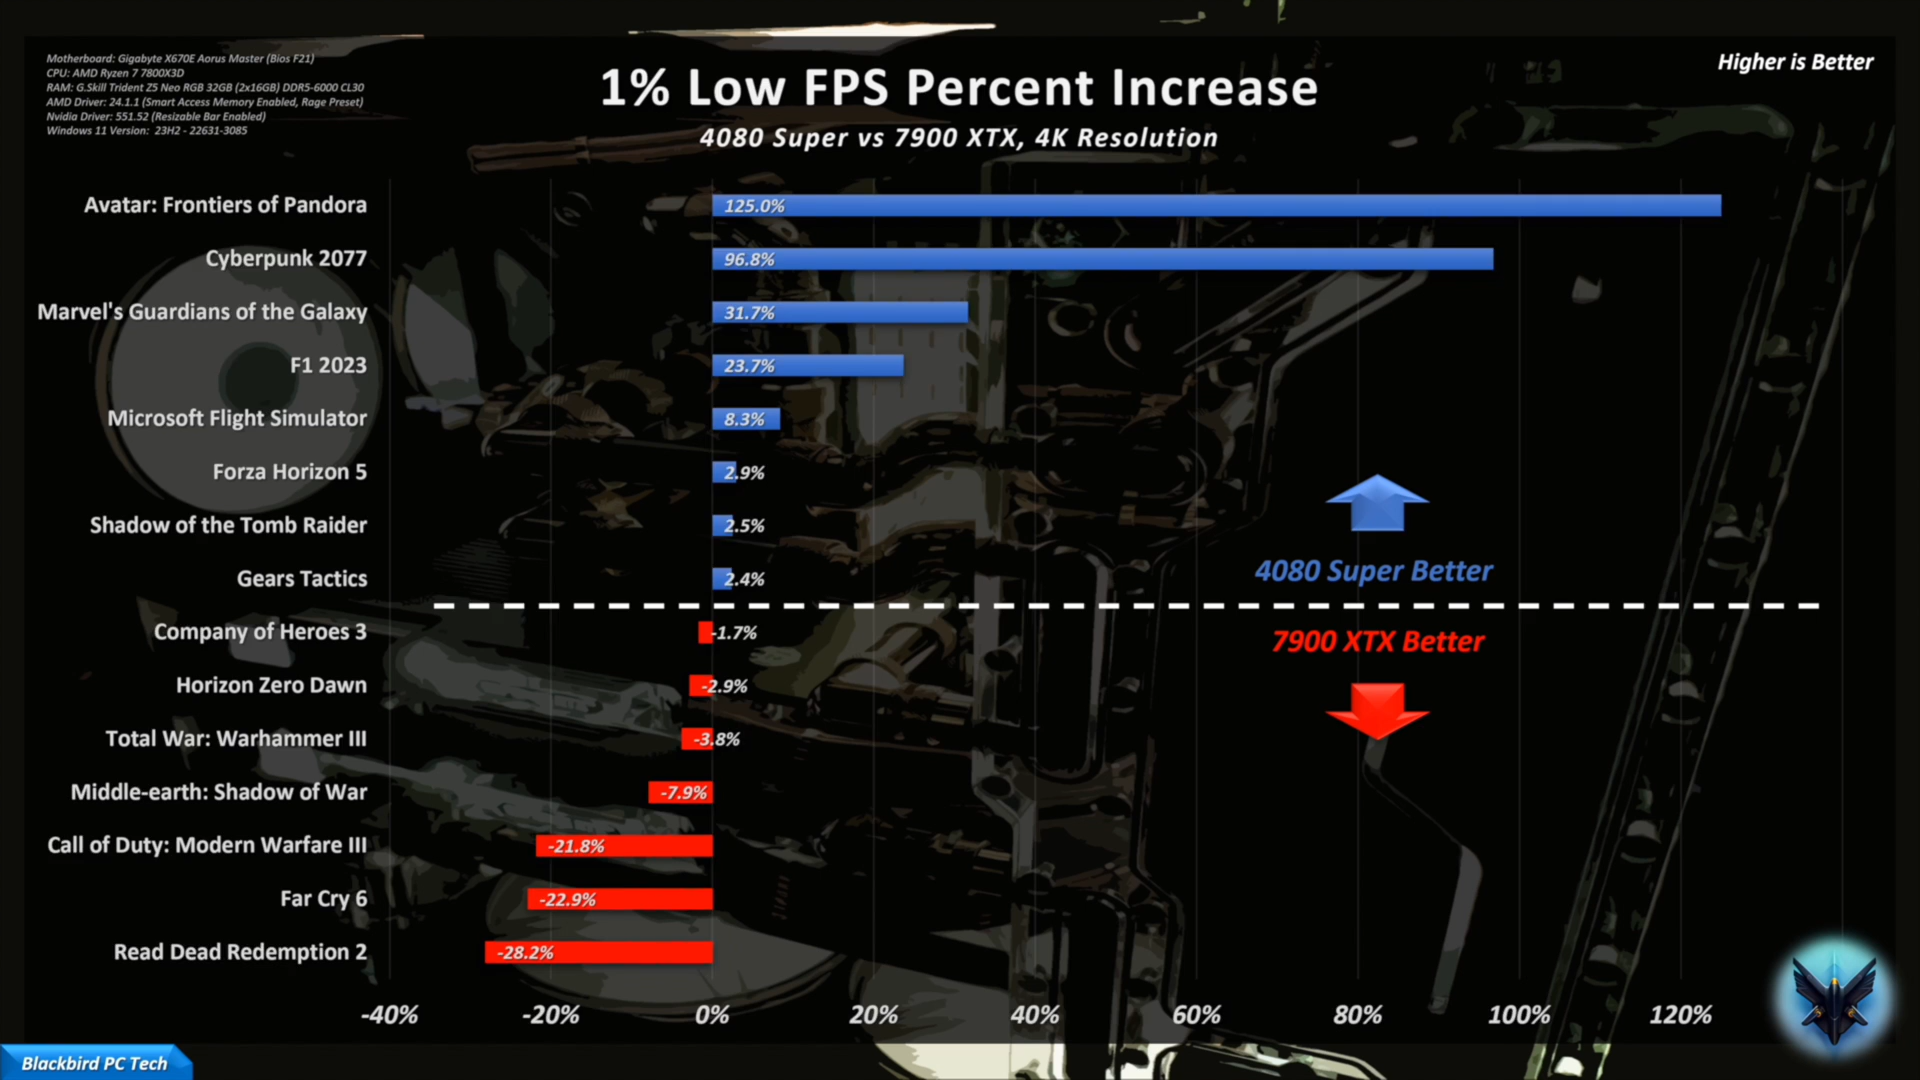 Motherboard: Gigabyte X670E Aorus Master (Bios F21)
CPU: AMD Ryzen 7 7800X3D
RAM: G.Skill Trident Z5 Neo RGB 32GB (2x16GB) DDR5-6000 CL30
AMD Driver: 24.1.1 (Smart Access Memory Enabled, Rage Preset)
Nvidia Driver: 551.52 (Resizable Bar Enabled)
Windows 11 Version: 23H2 - 22631-3085
1% Low FPS Percent Increase
4080 Super vs 7900 XTX, 4K Resolution
Higher is Better
Avatar: Frontiers of Pandora 125.0%
Cyberpunk 2077 96.8%
Marvel's Guardians of the Galaxy 31.7%
F1 2023 23.7%
Microsoft Flight Simulator 8.3%
Forza Horizon 5 2.9%
Shadow of the Tomb Raider 2.5%
Gears Tactics 2.4%
4080 Super Better
Company of Heroes 3 -1.7%
7900 XTX Better
Horizon Zero Dawn -2.9%
Total War: Warhammer III -3.8%
Middle-earth: Shadow of War -7.9%
Call of Duty: Modern Warfare III -21.8%
Far Cry 6 -22.9%
Read Dead Redemption 2 -28.2%
-40% -20% 0% 20% 40% 60% 80% 100% 120%
Blackbird PC Tech